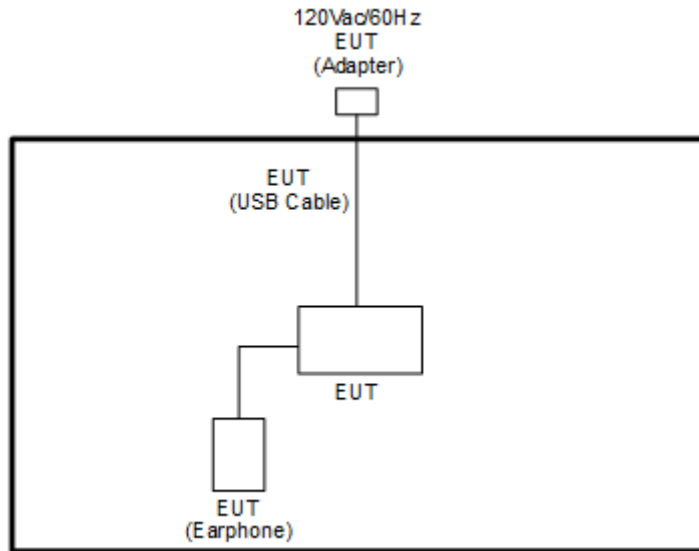 120Vac/60Hz
EUT
(Adapter)
EUT
(USB Cable)
EUT
EUT
(Earphone)